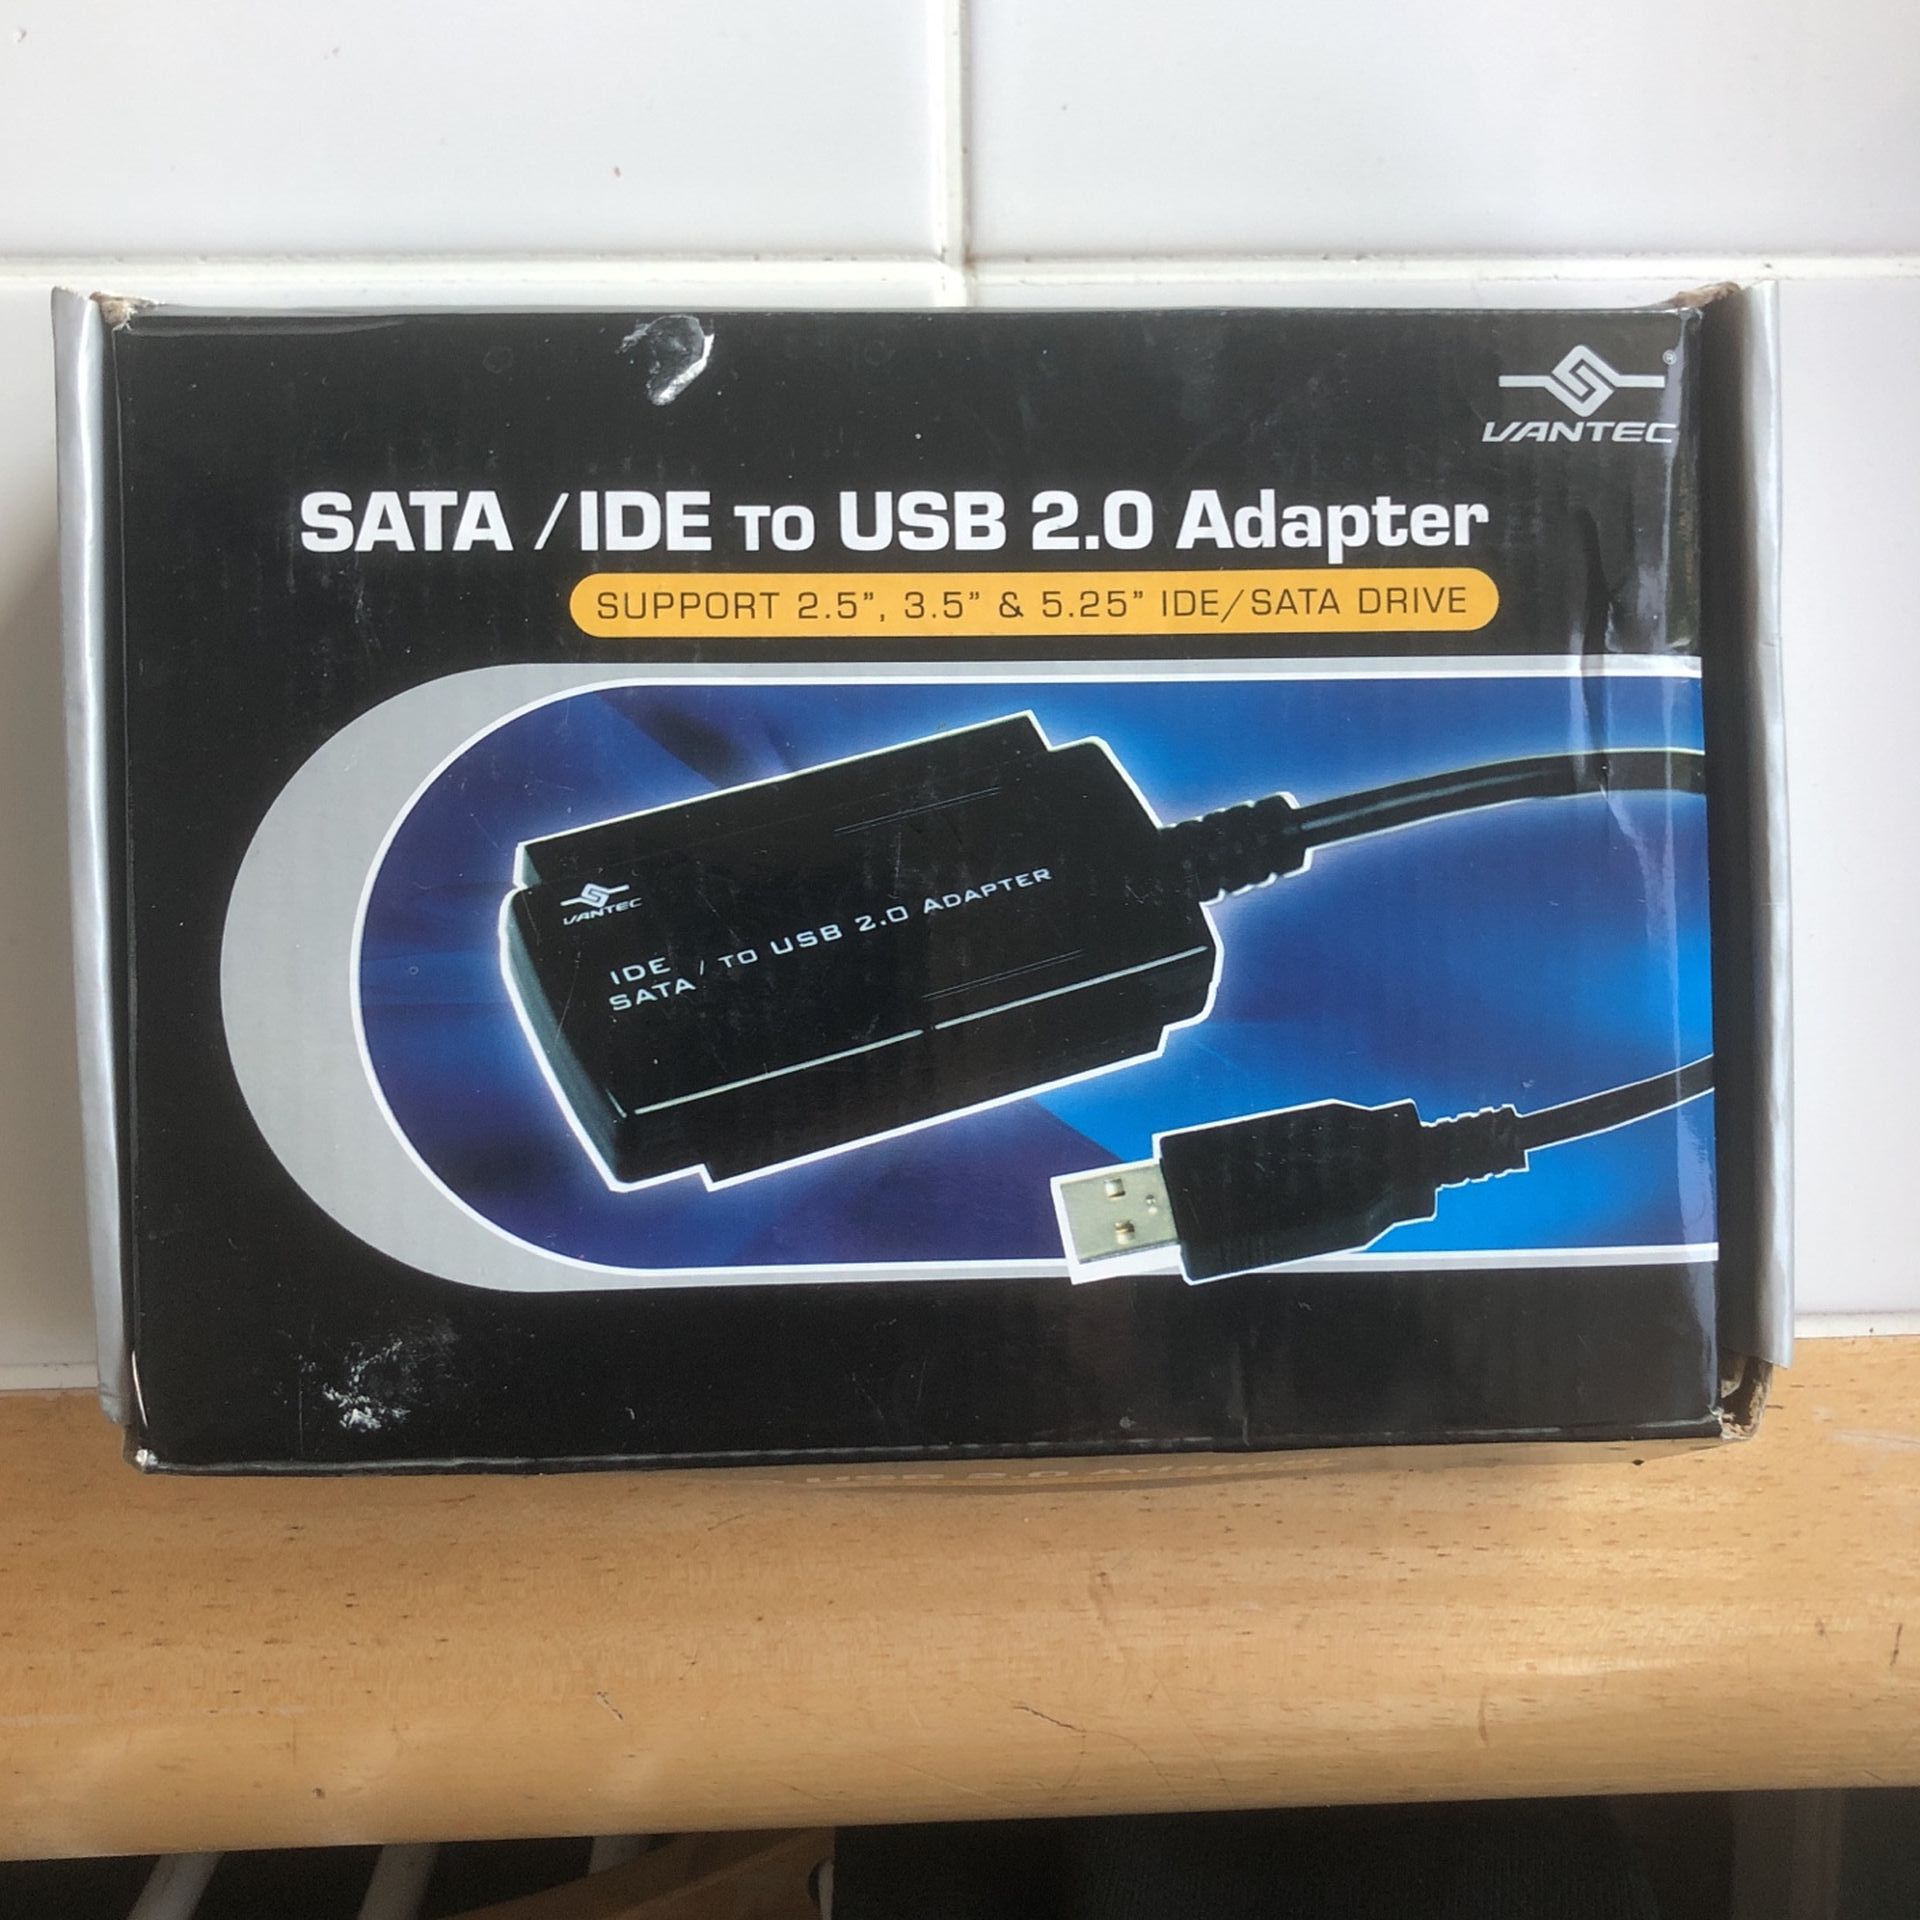 VANTEC
SATA / IDE TO USB 2.0 Adapter
SUPPORT 2.5", 3.5" & 5.25" IDE/SATA DRIVE
VANTEC
IDE
SATA / TO USB 2.0 ADAPTER